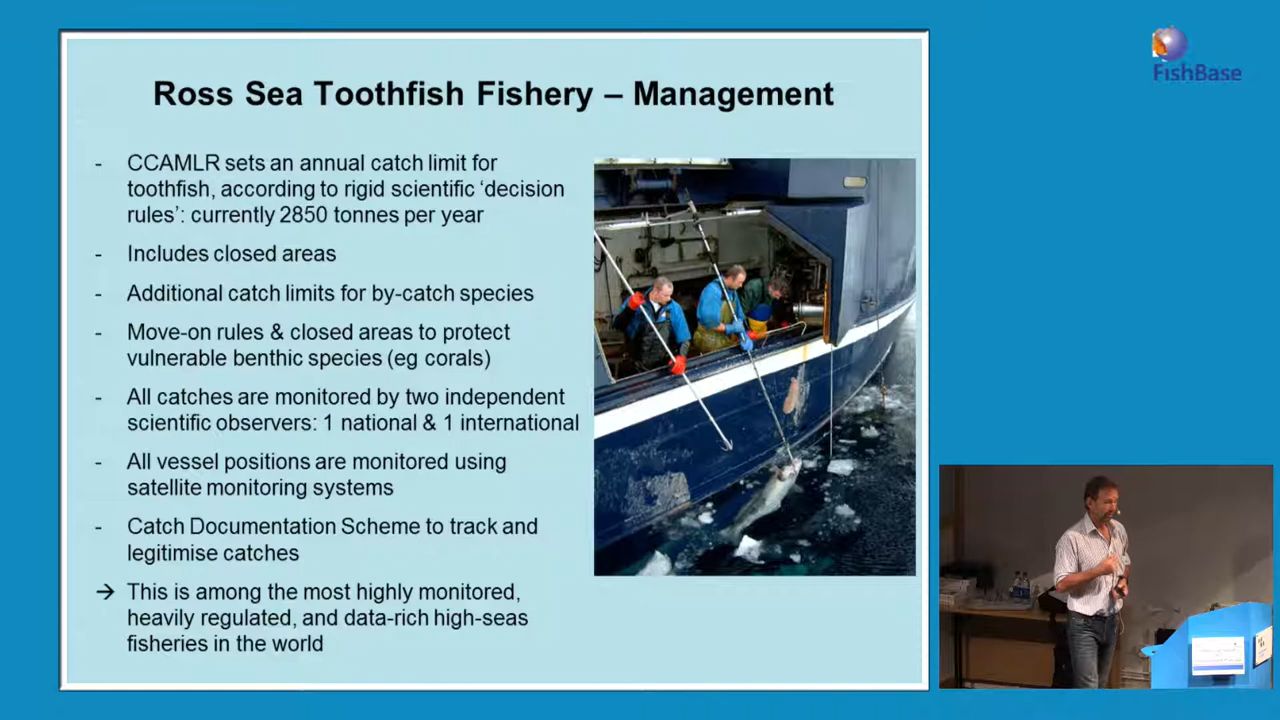 FishBase
Ross Sea Toothfish Fishery – Management
- CCAMLR sets an annual catch limit for
toothfish, according to rigid scientific ‘decision
rules’: currently 2850 tonnes per year
- Includes closed areas
- Additional catch limits for by-catch species
- Move-on rules & closed areas to protect
vulnerable benthic species (eg corals)
- All catches are monitored by two independent
scientific observers: 1 national & 1 international
- All vessel positions are monitored using
satellite monitoring systems
- Catch Documentation Scheme to track and
legitimise catches
→ This is among the most highly monitored,
heavily regulated, and data-rich high-seas
fisheries in the world